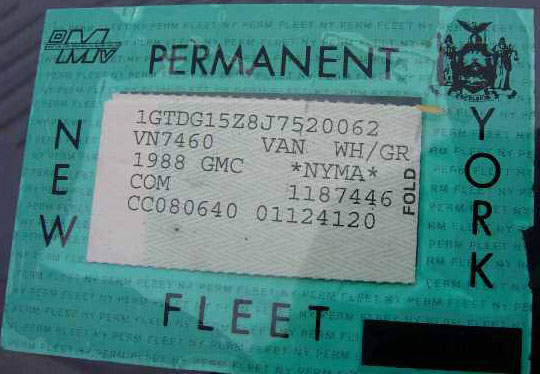 DMV
PERMANENT
NEW
YORK
1GTDG15Z8J7520062
VN7460 VAN WH/GR
1988 GMC *NYMA*
COM 1187446
CC080640 01124120
FOLD
FLEET